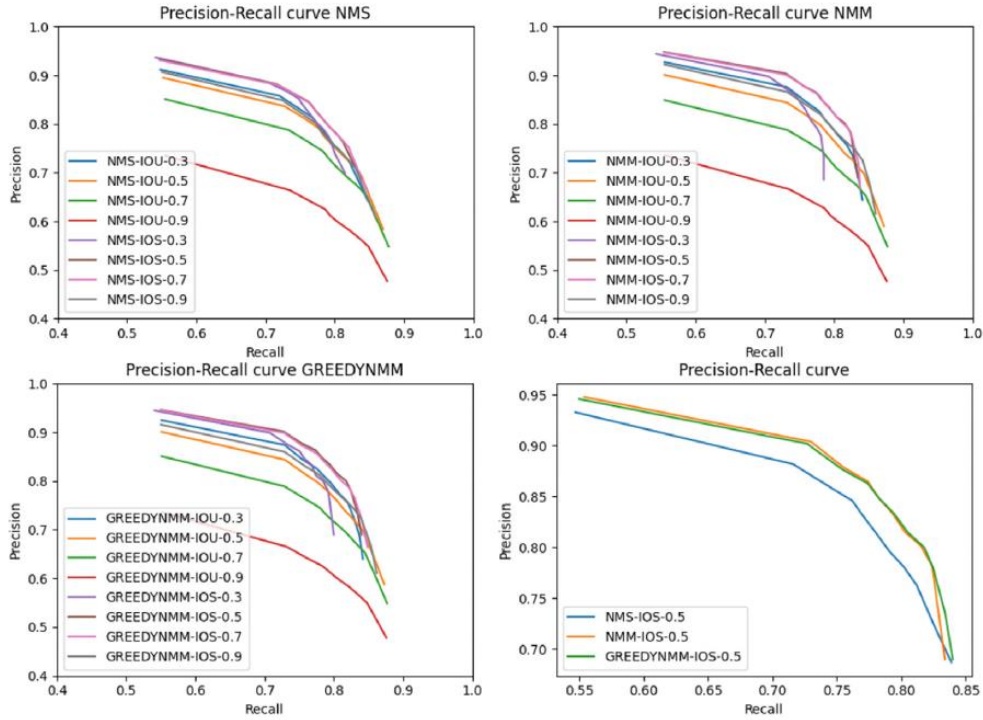 Precision-Recall curve NMS
Precision
1.0
0.9
0.8
0.7
0.6
0.5
0.4
NMS-IOU-0.3
NMS-IOU-0.5
NMS-IOU-0.7
NMS-IOU-0.9
NMS-IOS-0.3
NMS-IOS-0.5
NMS-IOS-0.7
NMS-IOS-0.9
0.4 0.5 0.6 0.7 0.8 0.9 1.0
Recall
Precision-Recall curve NMM
Precision
1.0
0.9
0.8
0.7
0.6
0.5
0.4
NMM-IOU-0.3
NMM-IOU-0.5
NMM-IOU-0.7
NMM-IOU-0.9
NMM-IOS-0.3
NMM-IOS-0.5
NMM-IOS-0.7
NMM-IOS-0.9
0.4 0.5 0.6 0.7 0.8 0.9 1.0
Recall
Precision-Recall curve GREEDYNMM
Precision
1.0
0.9
0.8
0.7
0.6
0.5
0.4
GREEDYNMM-IOU-0.3
GREEDYNMM-IOU-0.5
GREEDYNMM-IOU-0.7
GREEDYNMM-IOU-0.9
GREEDYNMM-IOS-0.3
GREEDYNMM-IOS-0.5
GREEDYNMM-IOS-0.7
GREEDYNMM-IOS-0.9
0.4 0.5 0.6 0.7 0.8 0.9 1.0
Recall
Precision-Recall curve
Precision
0.95
0.90
0.85
0.80
0.75
0.70
NMS-IOS-0.5
NMM-IOS-0.5
GREEDYNMM-IOS-0.5
0.55 0.60 0.65 0.70 0.75 0.80 0.85
Recall